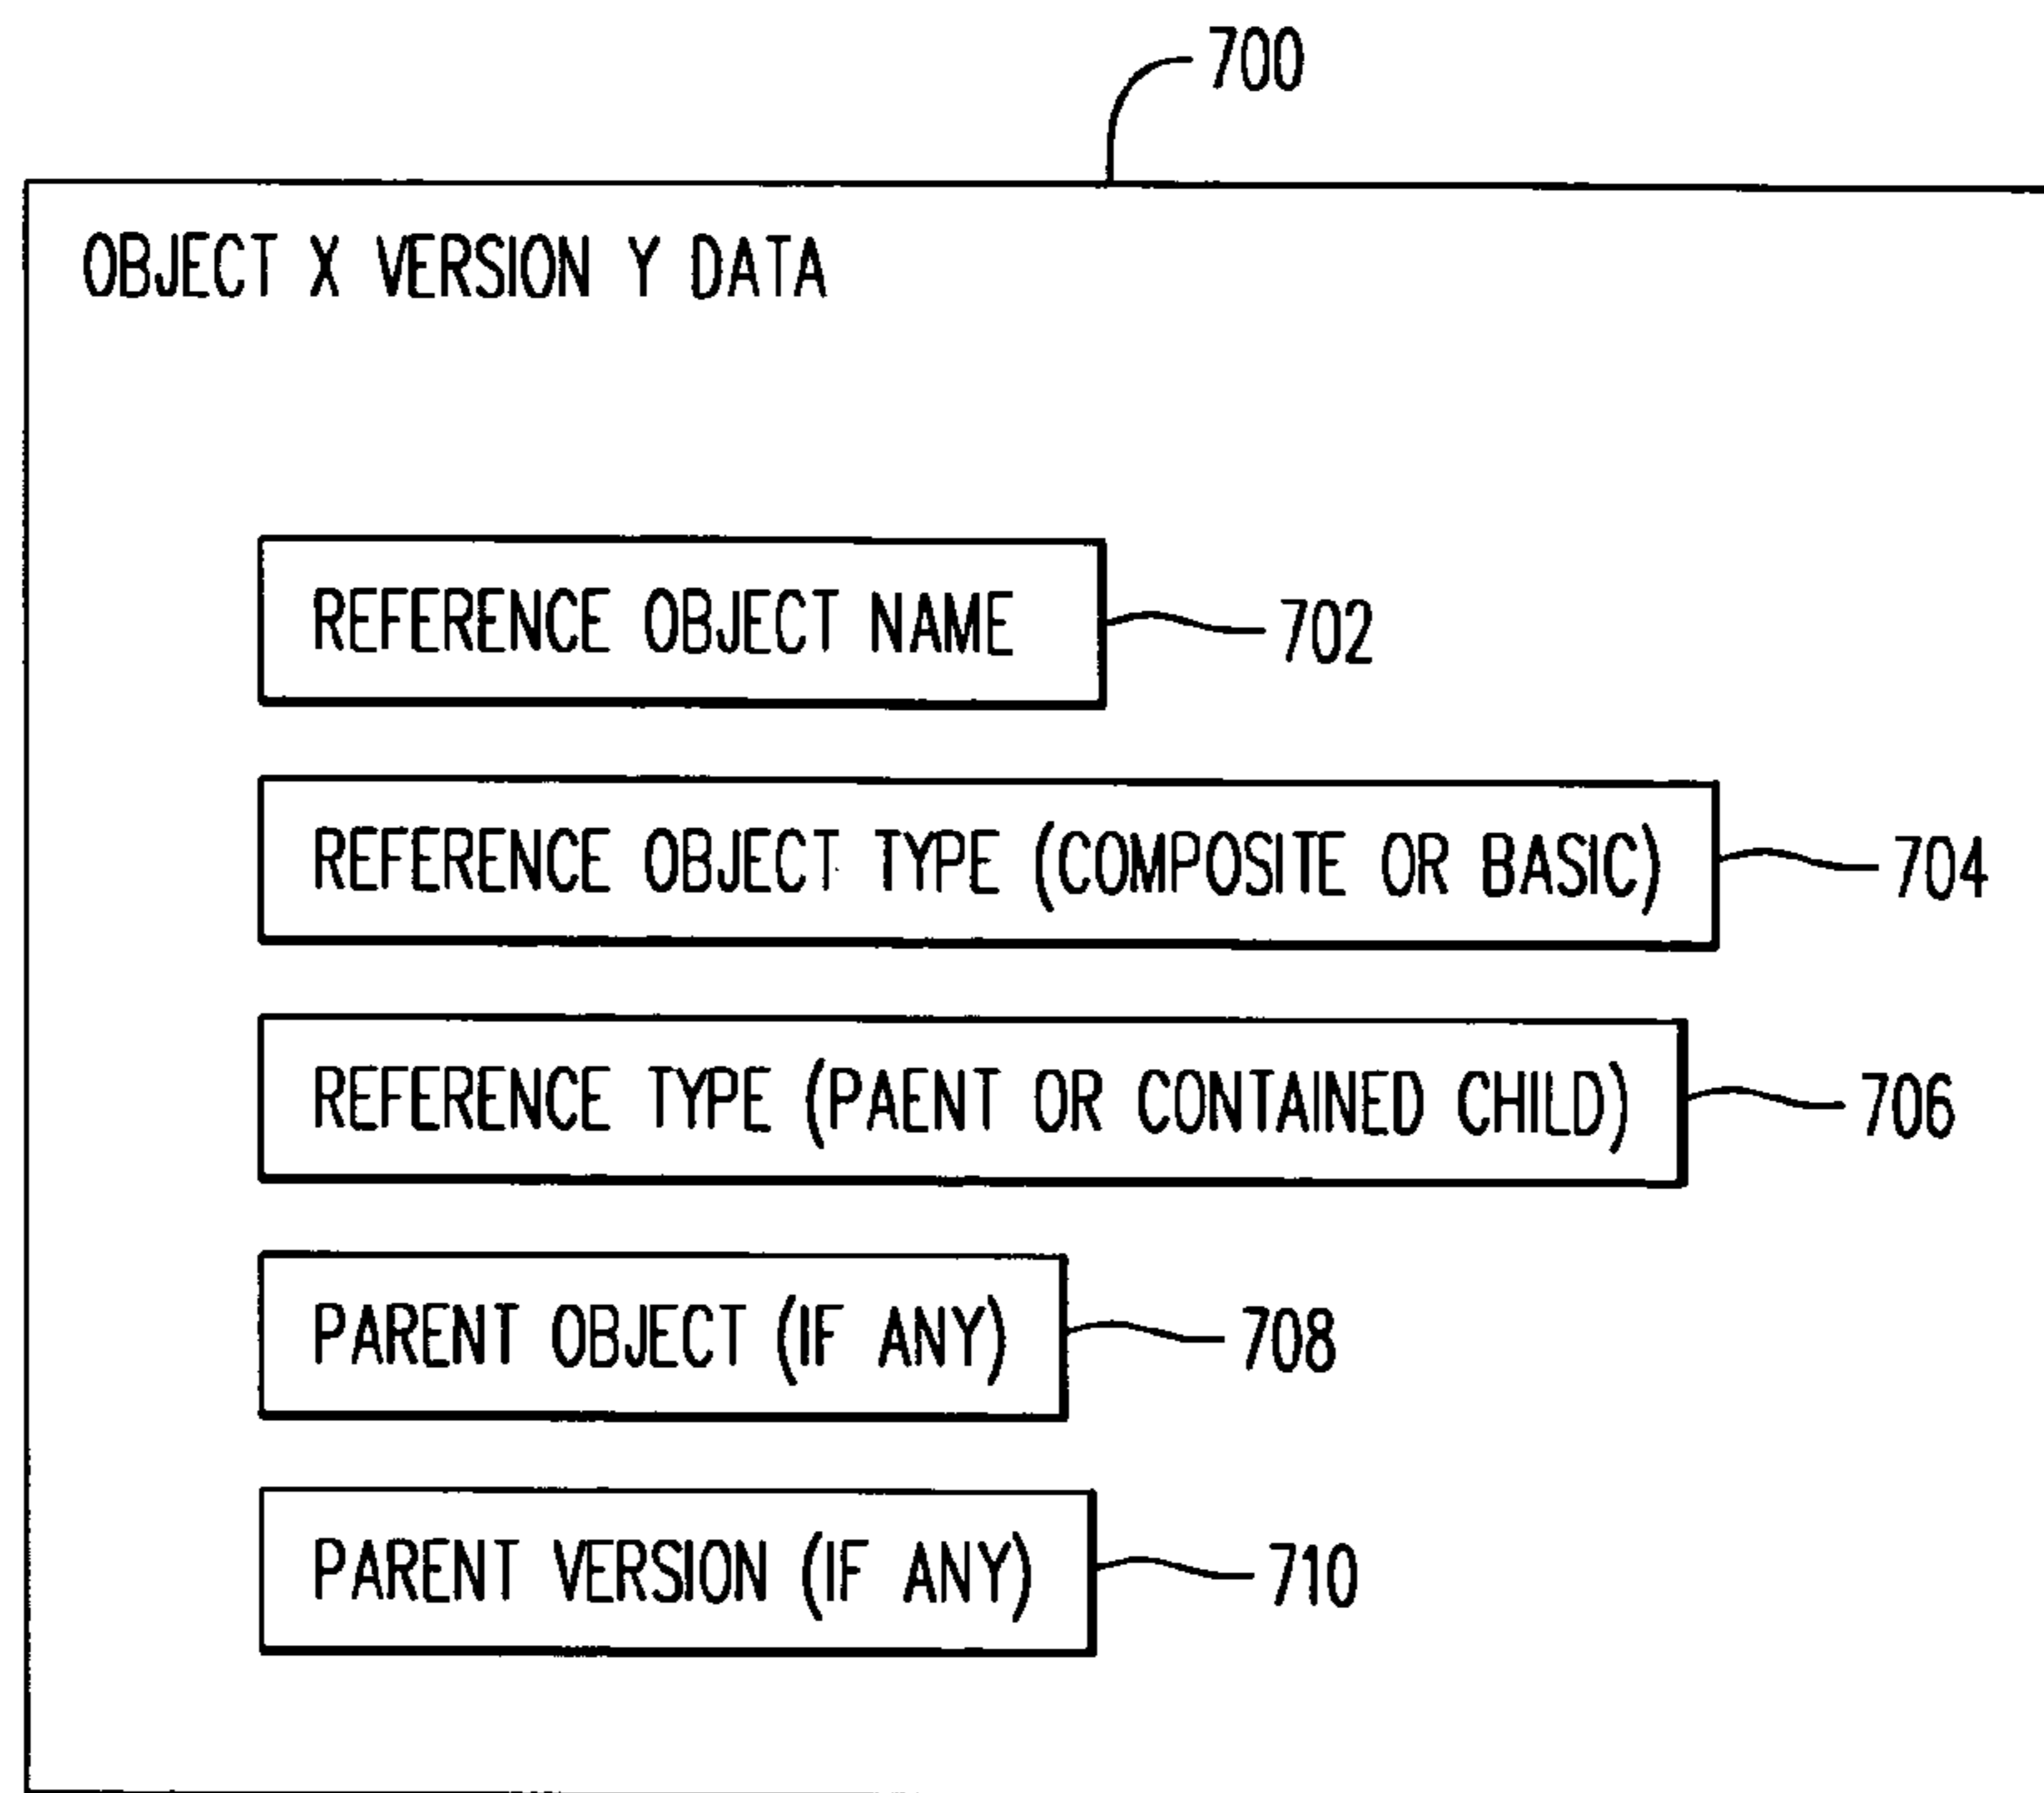 700
OBJECT X VERSION Y DATA
REFERENCE OBJECT NAME
702
REFERENCE OBJECT TYPE (COMPOSITE OR BASIC)
704
REFERENCE TYPE (PAENT OR CONTAINED CHILD)
706
PARENT OBJECT (IF ANY)
708
PARENT VERSION (IF ANY)
710